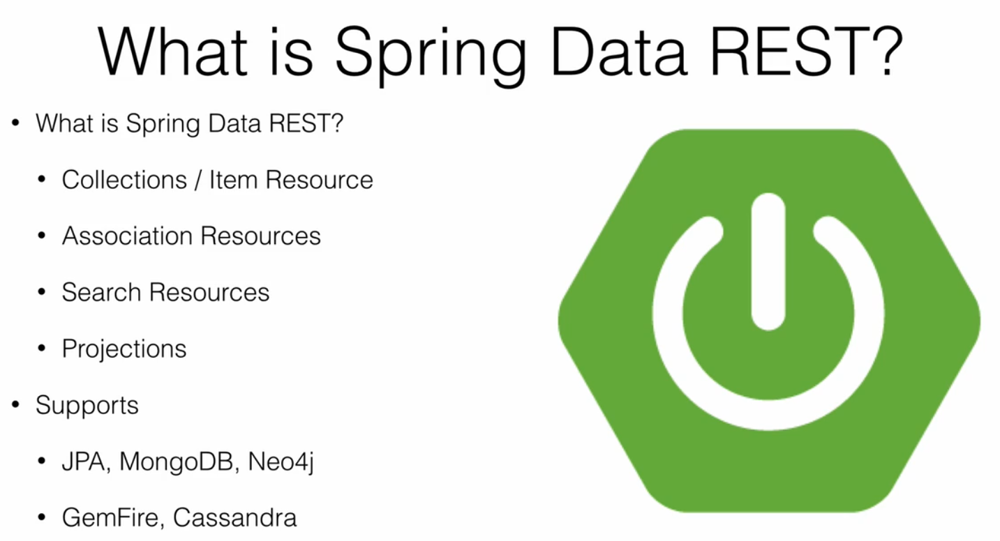 What is Spring Data REST?
• What is Spring Data REST?
• Collections / Item Resource
• Association Resources
• Search Resources
• Projections
• Supports
• JPA, MongoDB, Neo4j
• GemFire, Cassandra